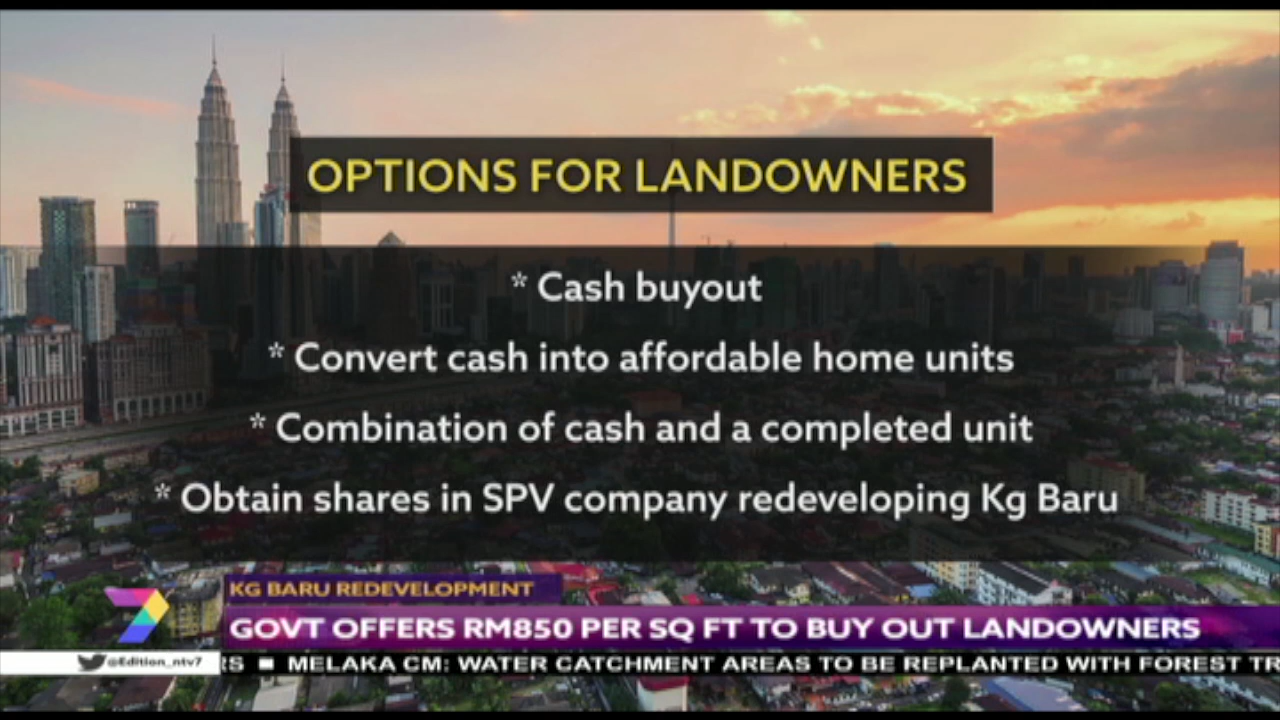 OPTIONS FOR LANDOWNERS
* Cash buyout
* Convert cash into affordable home units
* Combination of cash and a completed unit
* Obtain shares in SPV company redeveloping Kg Baru
KG BARU REDEVELOPMENT
7
GOVT OFFERS RM850 PER SQ FT TO BUY OUT LANDOWNERS
@Edition_ntv7 ■ MELAKA CM: WATER CATCHMENT AREAS TO BE REPLANTED WITH FOREST